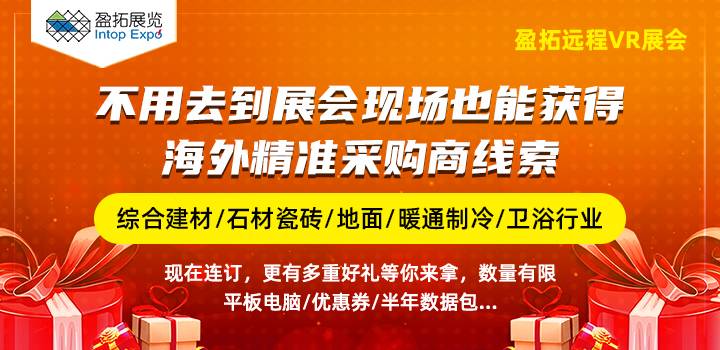 盈拓展览
Intop Expo
盈拓远程VR展会
不用去到展会现场也能获得
海外精准采购商线索
综合建材/石材瓷砖/地面/暖通制冷/卫浴行业
现在连订，更有多重好礼等你来拿，数量有限
平板电脑/优惠券/半年数据包...